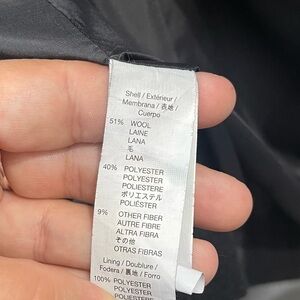 Shell / Extérieur /
Membrana / 表地 /
Cuerpo
51% WOOL
LAINE
LANA
毛
LANA
40% POLYESTER
POLYESTER
POLIESTERE
ポリエステル
POLIÉSTER
9% OTHER FIBER
AUTRE FIBRE
ALTRA FIBRA
その他
OTRAS FIBRAS
Lining / Doublure /
Fodera / 裏地 / Forro
100% POLYESTER